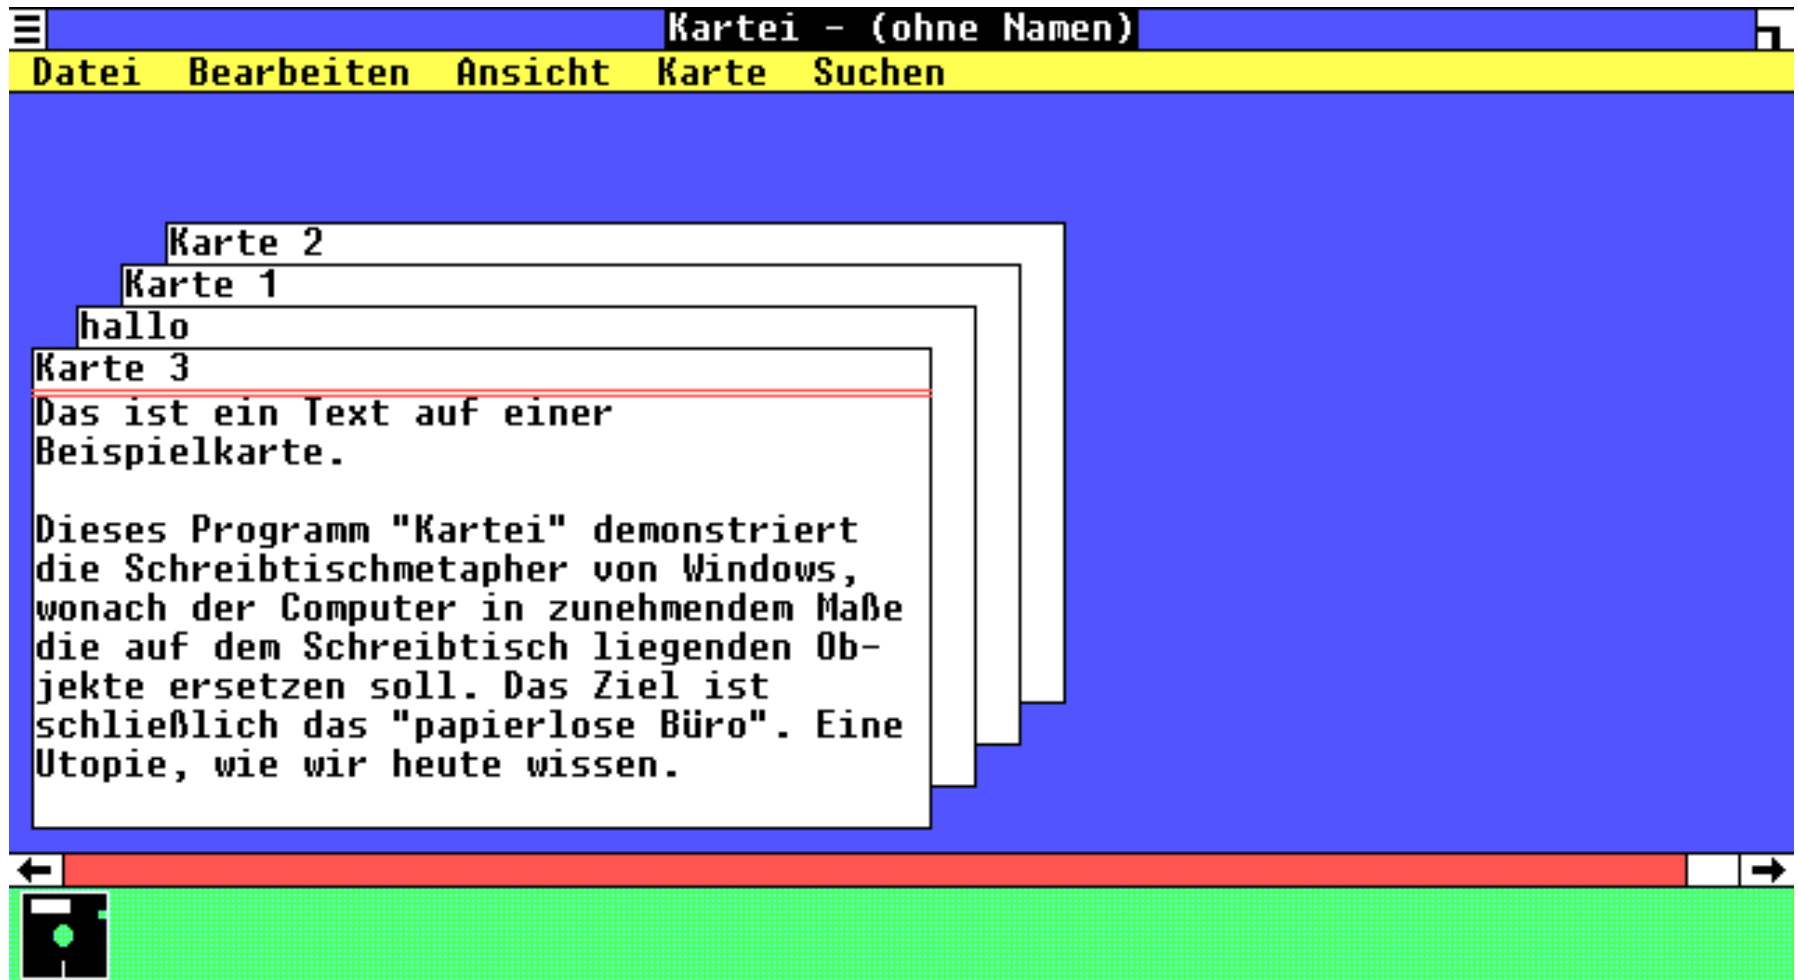 Kartei - (ohne Namen)
Datei Bearbeiten Ansicht Karte Suchen
Karte 2
Karte 1
hallo
Karte 3
Das ist ein Text auf einer
Beispielkarte.
Dieses Programm "Kartei" demonstriert
die Schreibtischmetapher von Windows,
wonach der Computer in zunehmendem Maße
die auf dem Schreibtisch liegenden Ob-
jekte ersetzen soll. Das Ziel ist
schließlich das "papierlose Büro". Eine
Utopie, wie wir heute wissen.